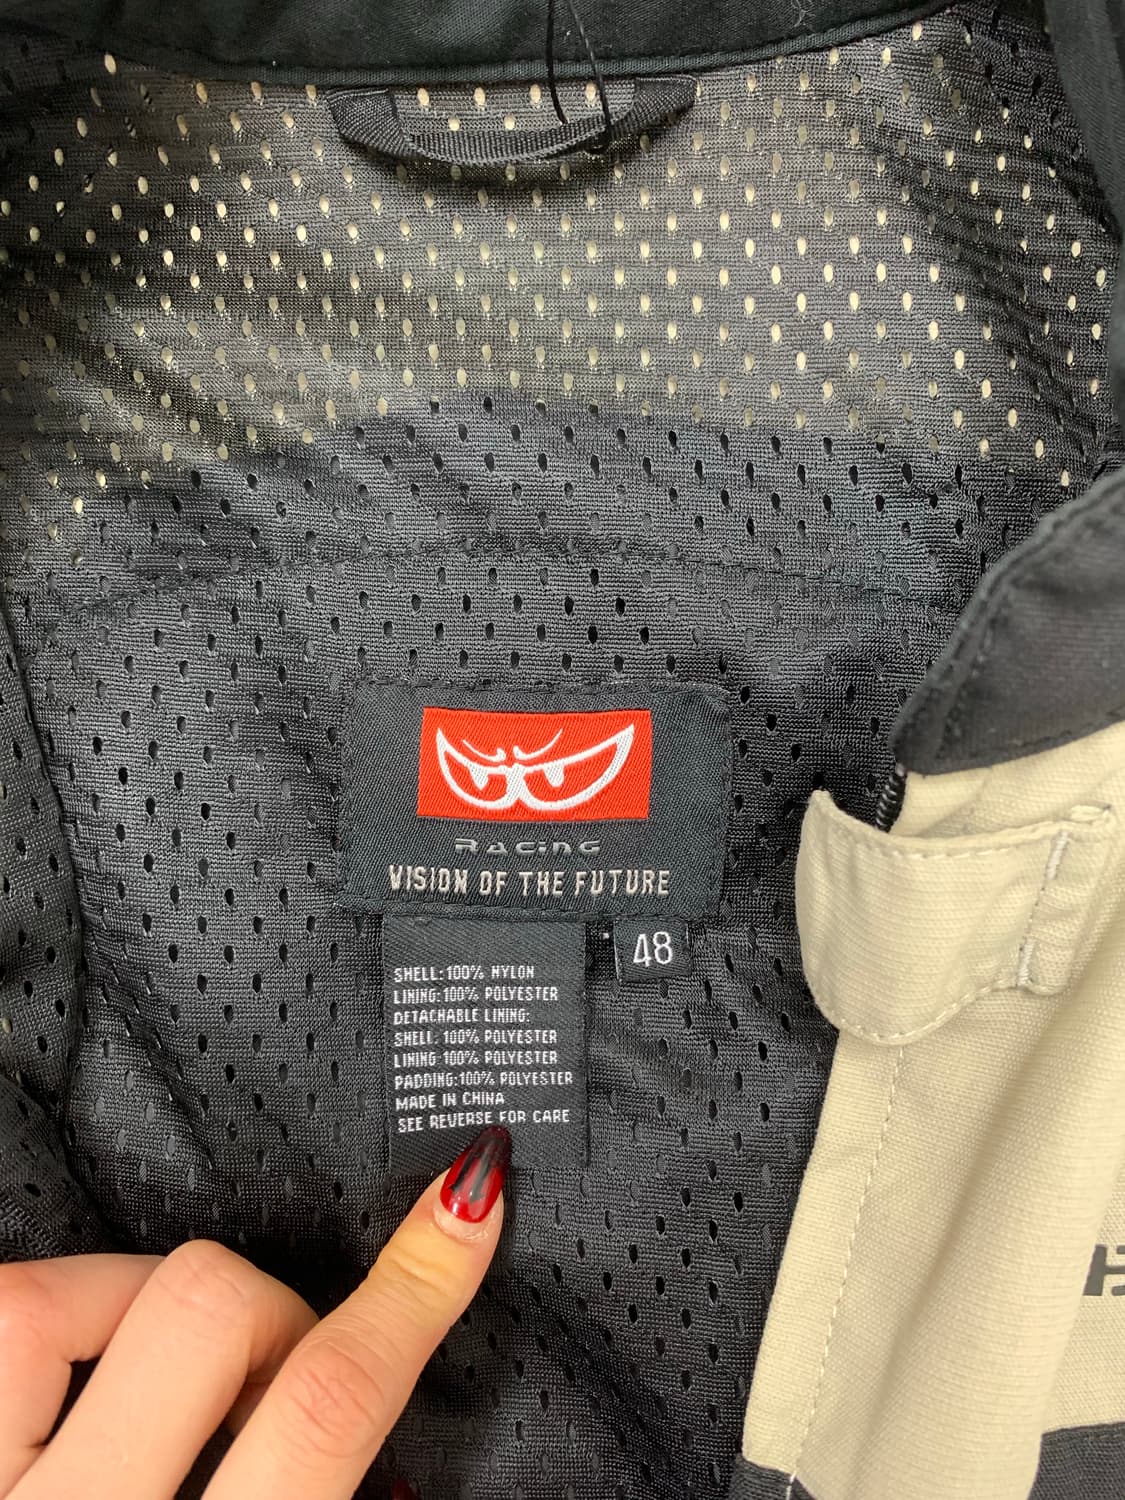 RACING
VISION OF THE FUTURE
48
SHELL: 100% NYLON
LINING: 100% POLYESTER
DETACHABLE LINING:
SHELL: 100% POLYESTER
LINING 100% POLYESTER
PADDING: 100% POLYESTER
MADE IN CHINA
SEE REVERSE FOR CARE